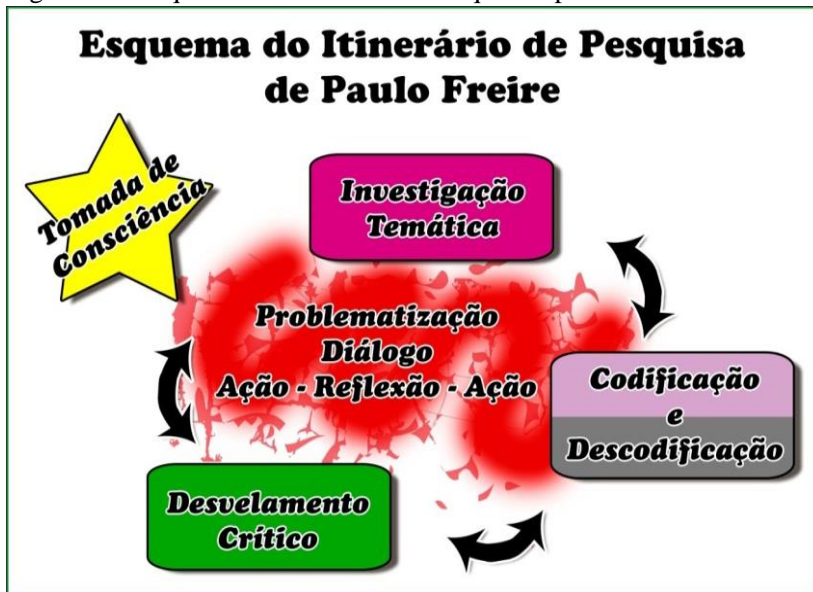 Esquema do Itinerário de Pesquisa
de Paulo Freire
Tomada de
Consciência
Investigação
Temática
Problematização
Diálogo
Ação - Reflexão - Ação
Codificação
e
Descodificação
Desvelamento
Crítico